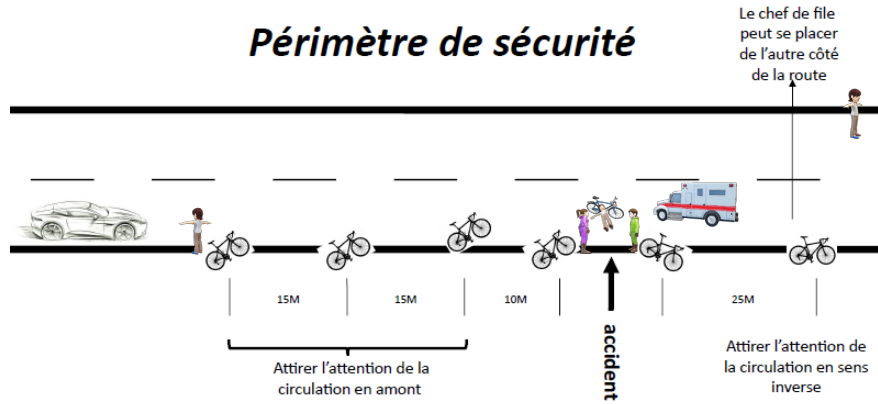 Périmètre de sécurité
Le chef de file
peut se placer
de l'autre côté
de la route
15M
15M
10M
25M
accident
Attirer l'attention de la
circulation en amont
Attirer l'attention de
la circulation en sens
inverse